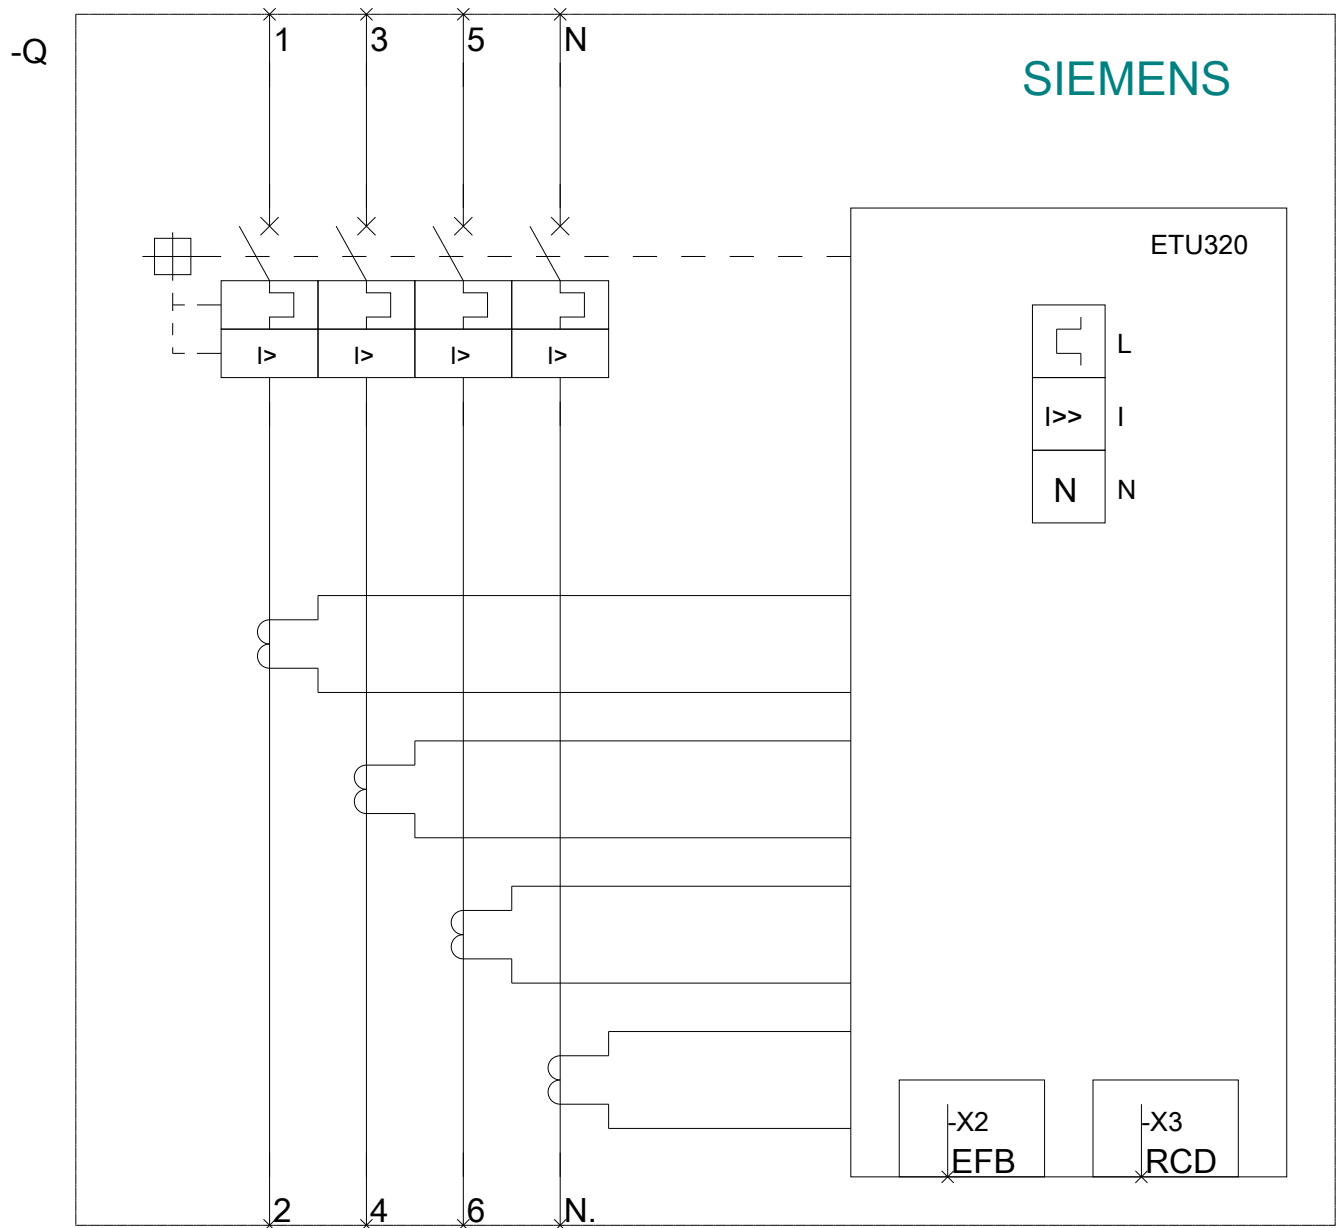 1 3 5 N
-Q
SIEMENS
ETU320
L
I> I> I> I>
I>> I
N N
-X2 -X3
EFB RCD
2 4 6 N.